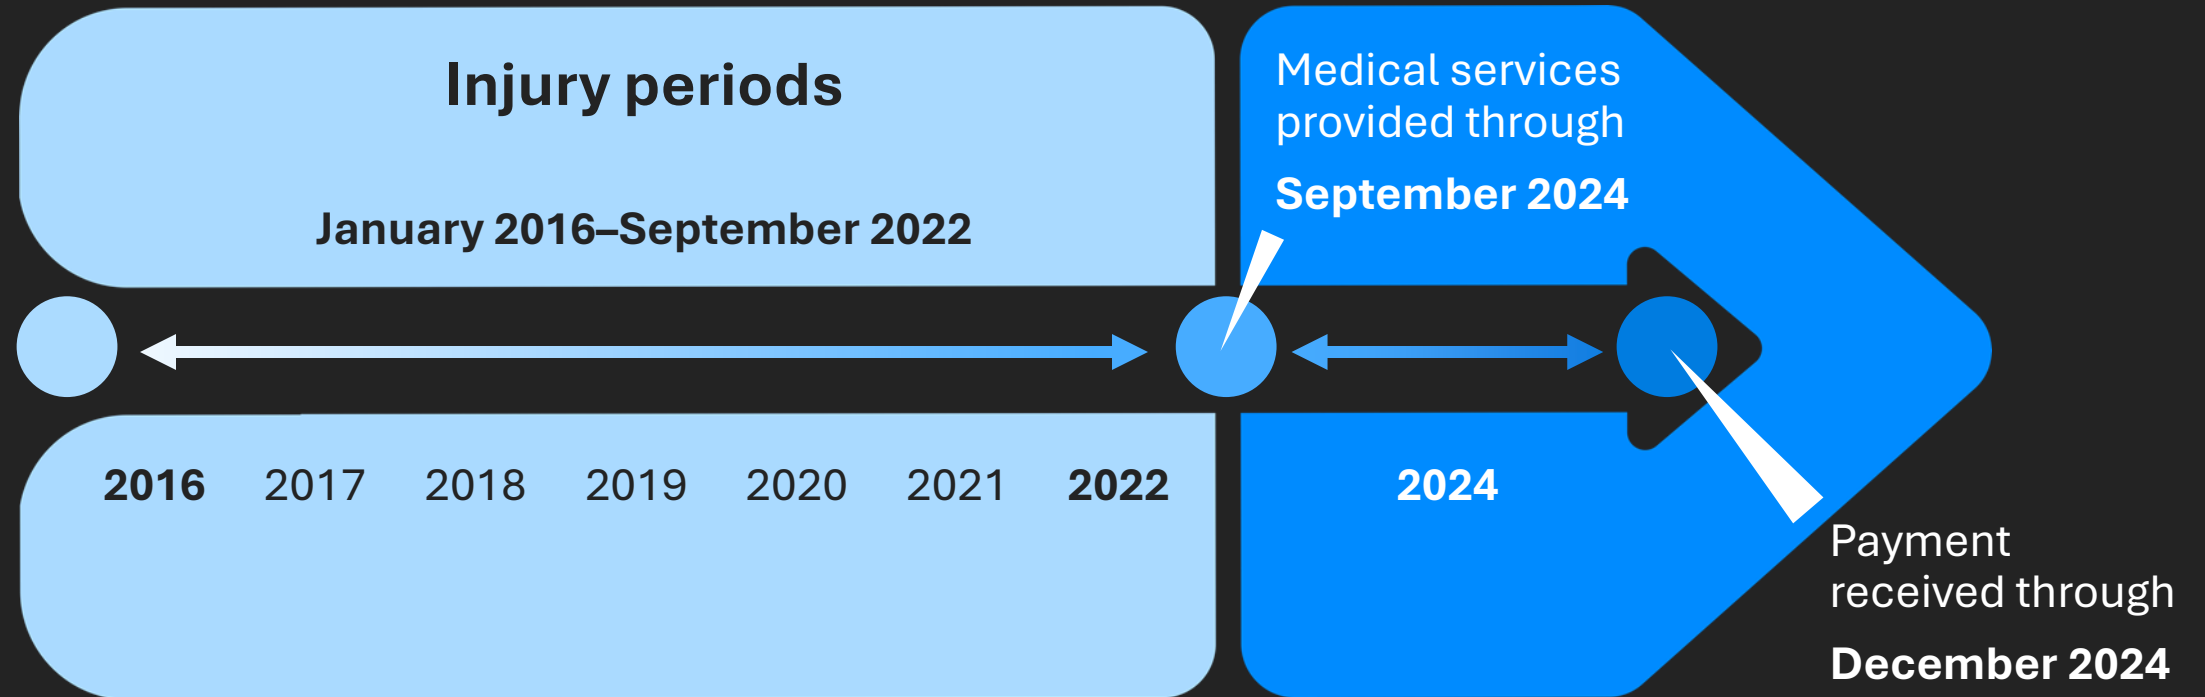 Injury periods
January 2016–September 2022
Medical services
provided through
September 2024
2016 2017 2018 2019 2020 2021 2022 2024
Payment
received through
December 2024